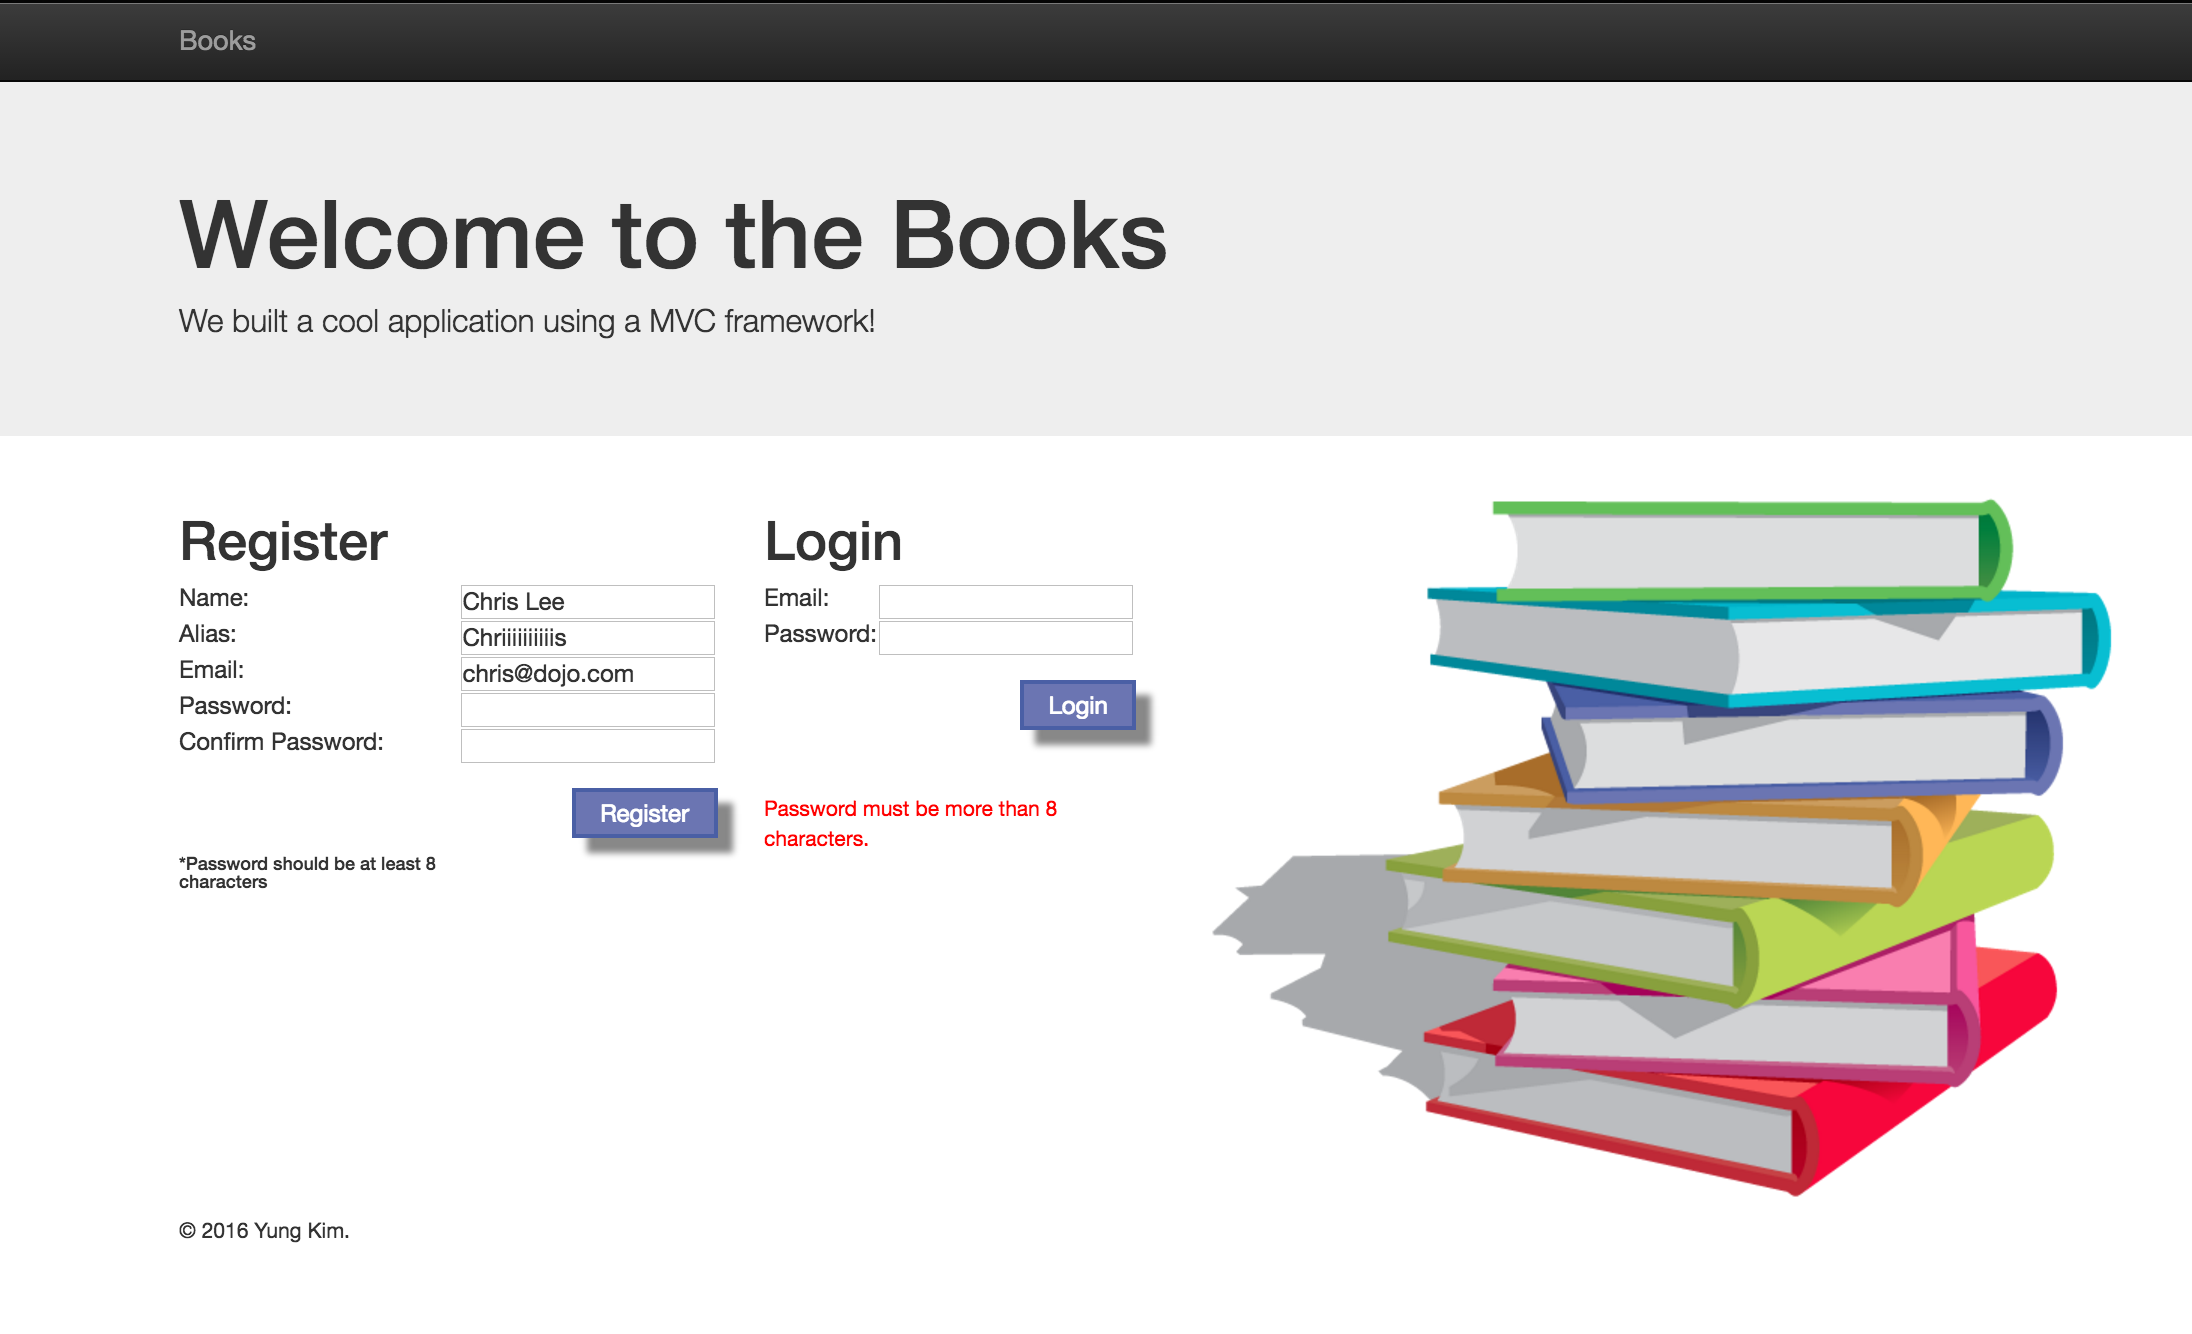 Books
Welcome to the Books
We built a cool application using a MVC framework!
Register
Name:
Chris Lee
Alias:
Chriiiiiiiiiis
Email:
chris@dojo.com
Password:
Confirm Password:
Register
*Password should be at least 8
characters
Login
Email:
Password:
Login
Password must be more than 8
characters.
© 2016 Yung Kim.